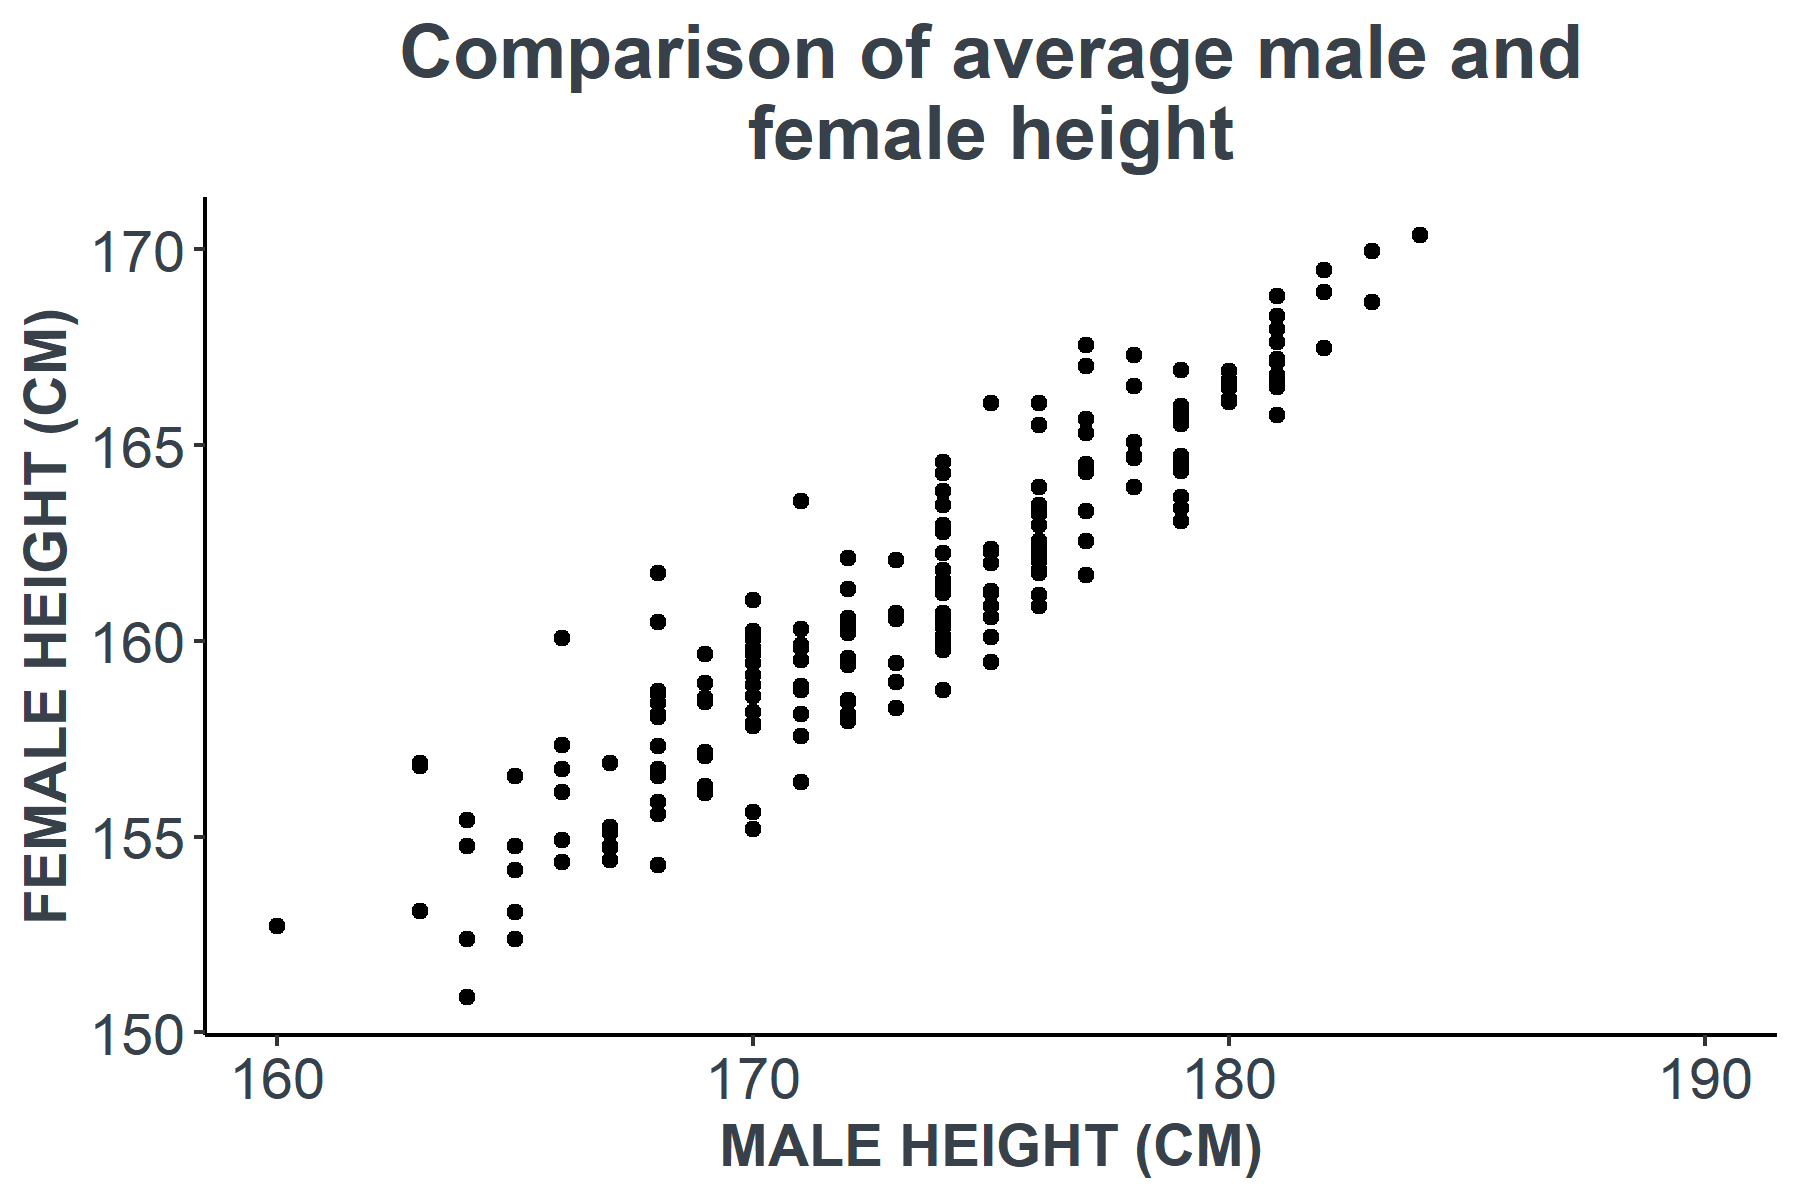 Comparison of average male and
female height
FEMALE HEIGHT (CM)
170
165
160
155
150
160 170 180 190
MALE HEIGHT (CM)